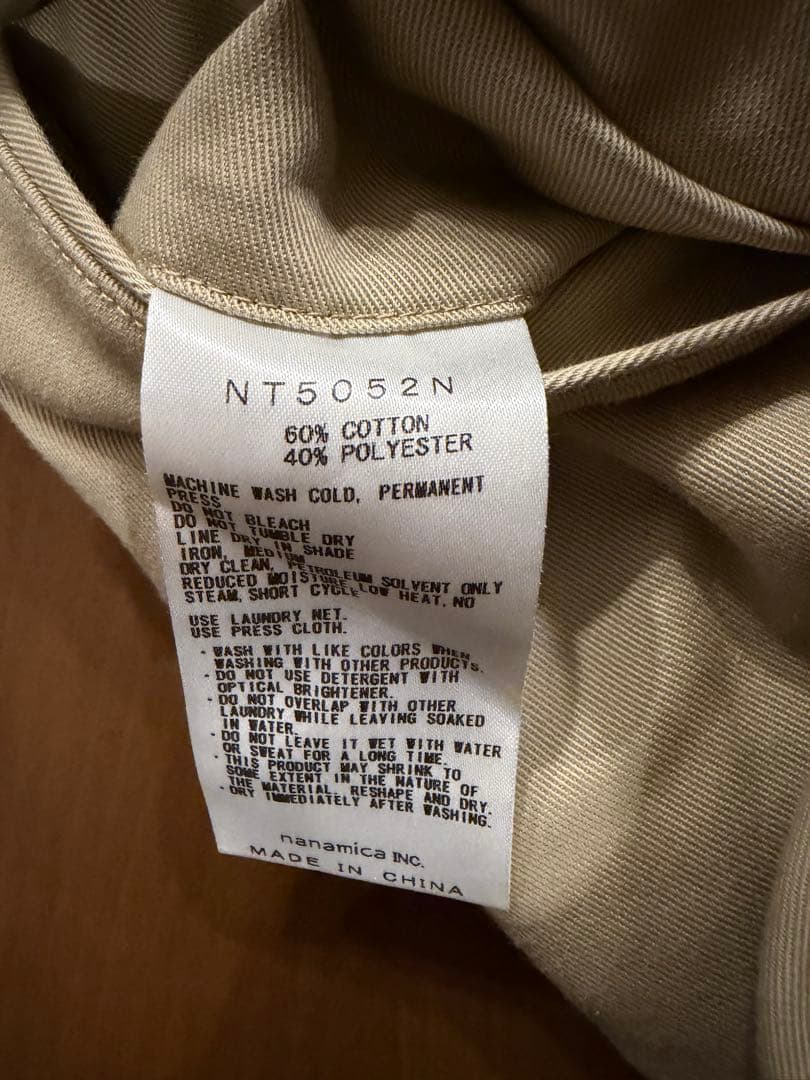 NT5052N
60% COTTON
40% POLYESTER
MACHINE WASH COLD, PERMANENT
PRESS
DO NOT BLEACH
DO NOT TUMBLE DRY
LINE DRY IN SHADE
IRON, MEDIUM
DRY CLEAN, PETROLEUM SOLVENT ONLY
REDUCED MOISTURE LOW HEAT, NO
STEAM, SHORT CYCLE
USE LAUNDRY NET.
USE PRESS CLOTH.
・WASH WITH LIKE COLORS WHEN
WASHING WITH OTHER PRODUCTS.
・DO NOT USE DETERGENT WITH
OPTICAL BRIGHTENER.
・DO NOT OVERLAP WITH OTHER
LAUNDRY WHILE LEAVING SOAKED
IN WATER.
・DO NOT LEAVE IT WET WITH WATER
OR SWEAT FOR A LONG TIME.
・THIS PRODUCT MAY SHRINK TO
SOME EXTENT IN THE NATURE OF
THE MATERIAL. RESHAPE AND DRY.
・DRY IMMEDIATELY AFTER WASHING.
nanamica INC.
MADE IN CHINA